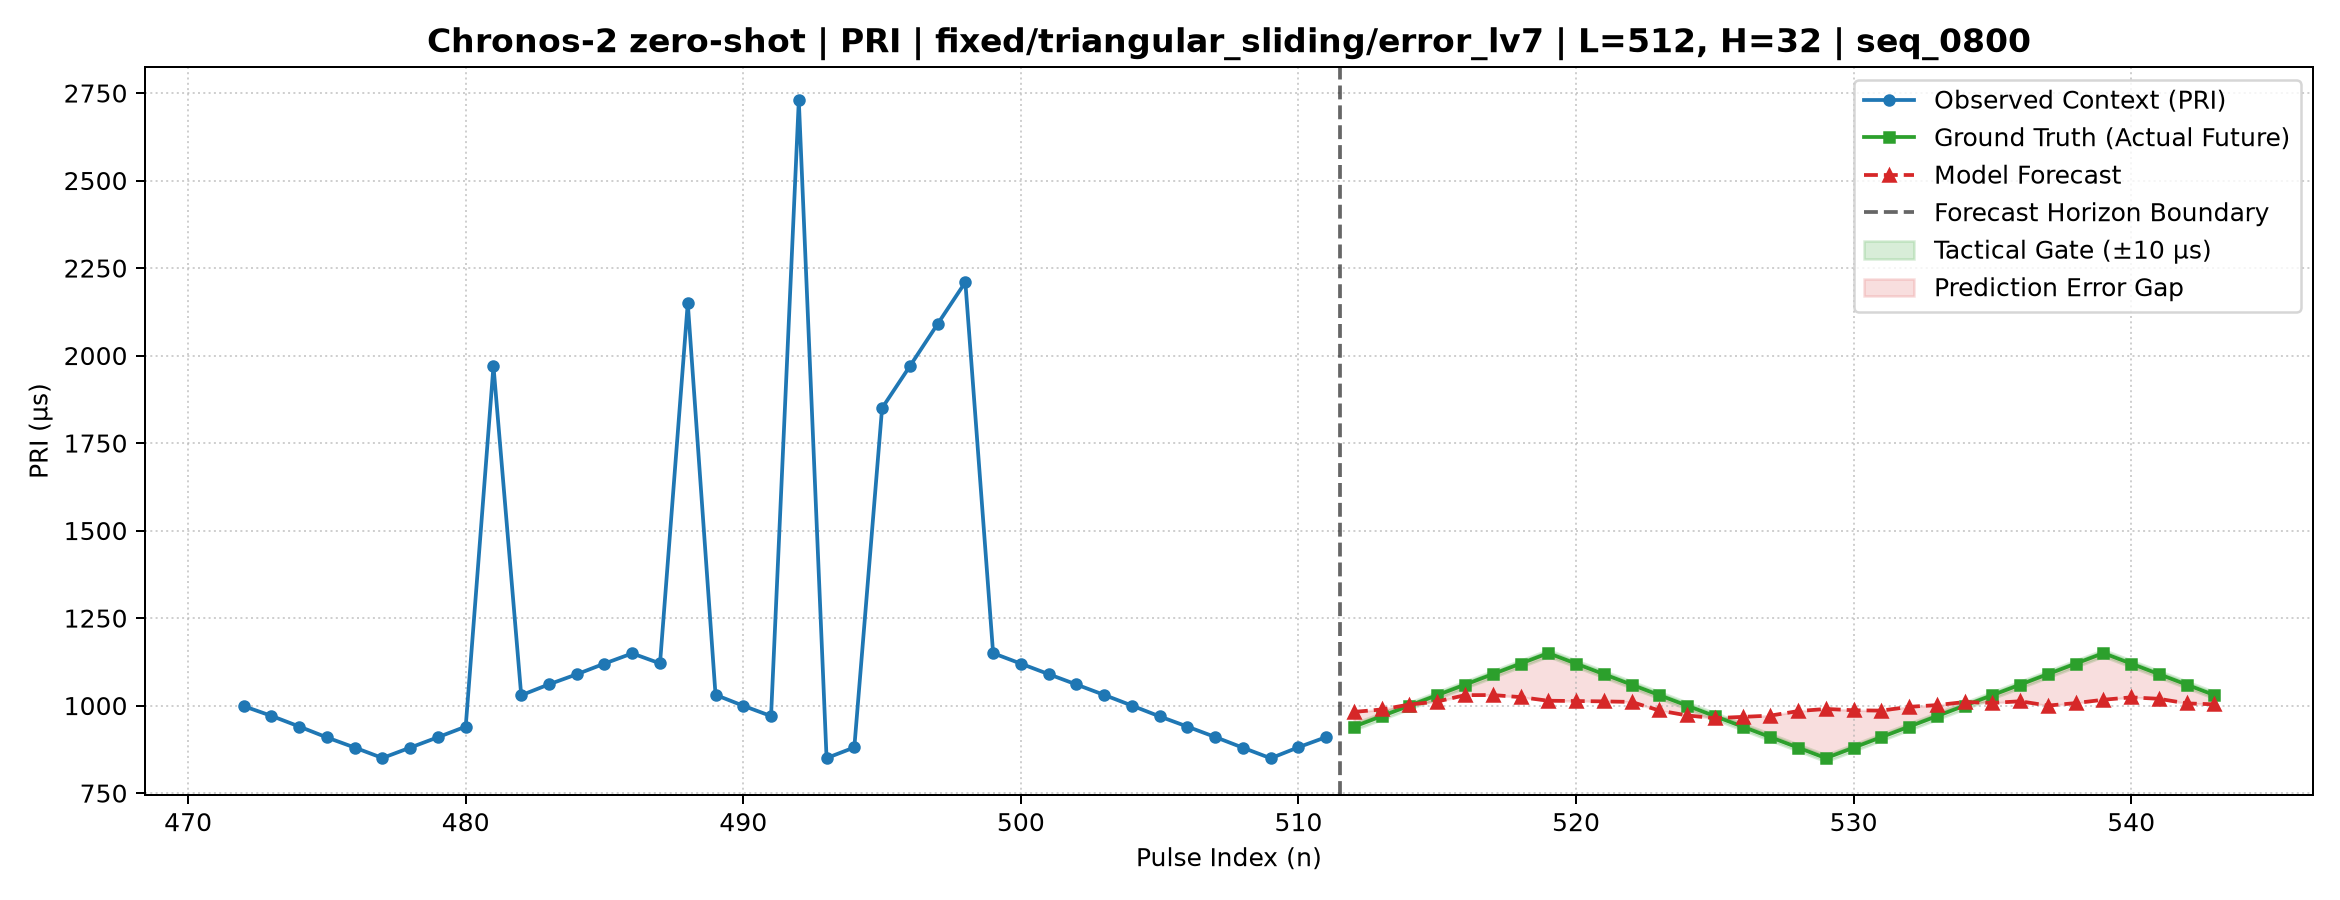 Chronos-2 zero-shot | PRI | fixed/triangular_sliding/error_lv7 | L=512, H=32 | seq_0800
PRI (µs)
2750
2500
2250
2000
1750
1500
1250
1000
750
Observed Context (PRI)
Ground Truth (Actual Future)
Model Forecast
Forecast Horizon Boundary
Tactical Gate (±10 µs)
Prediction Error Gap
470 480 490 500 510 520 530 540
Pulse Index (n)